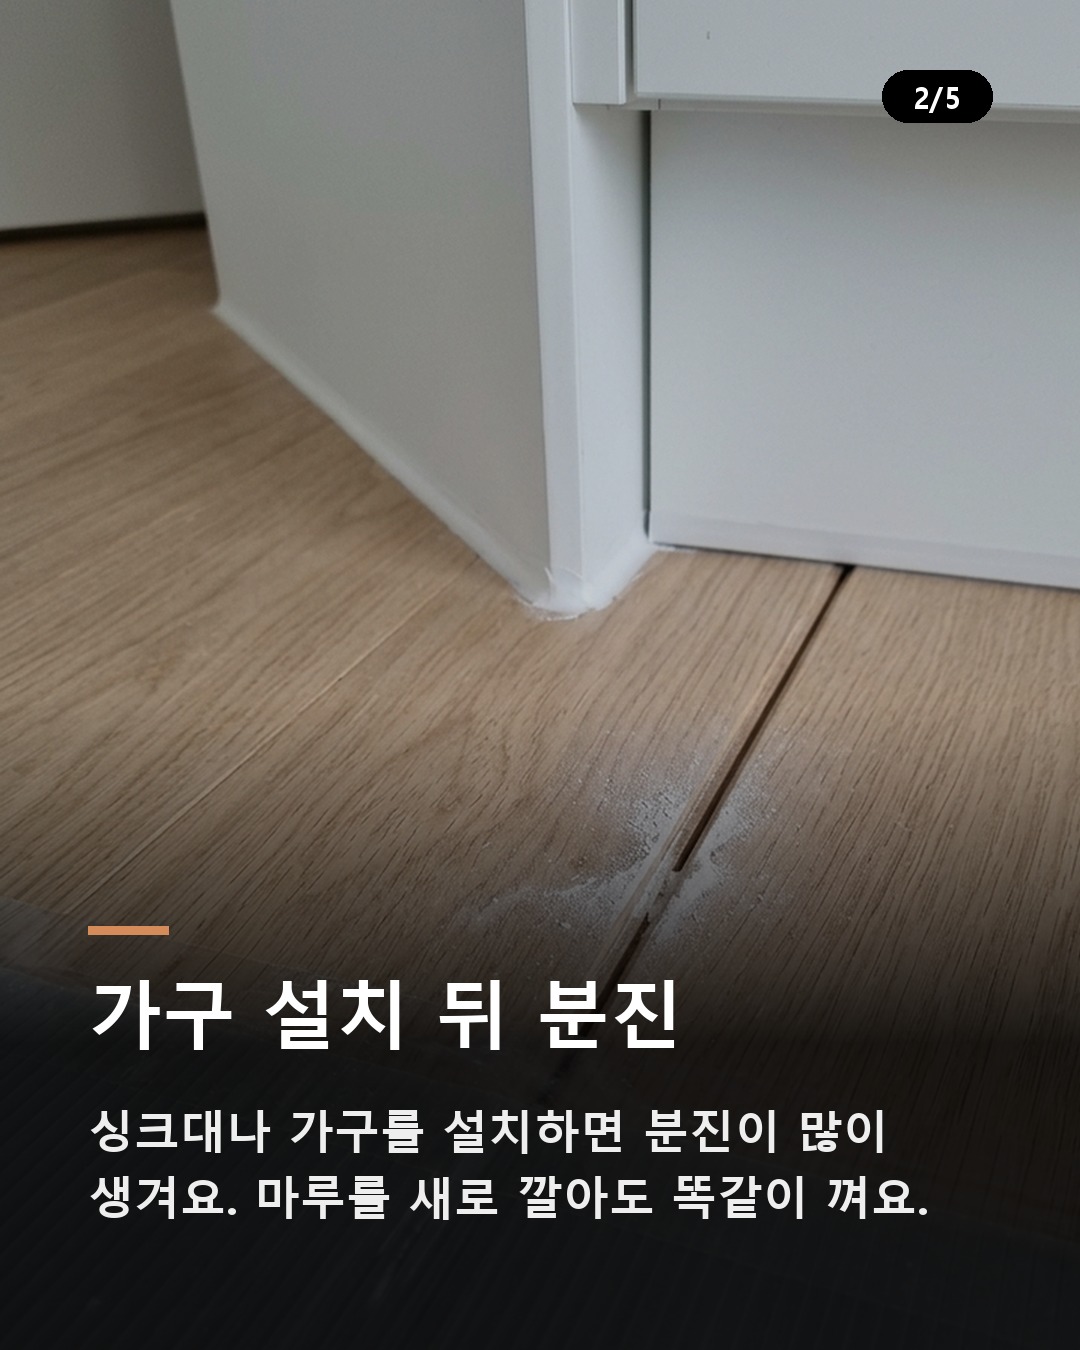 2/5
가구 설치 뒤 분진
싱크대나 가구를 설치하면 분진이 많이
생겨요. 마루를 새로 깔아도 똑같이 껴요.